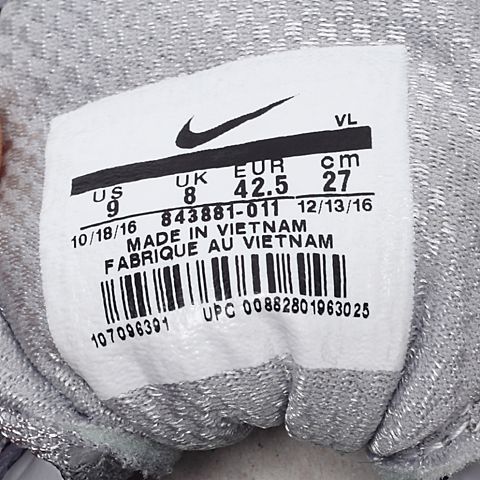 VL
US UK EUR cm
9 8 42.5 27
10/18/16 843881-011 12/13/16
MADE IN VIETNAM
FABRIQUE AU VIETNAM
107096391 UPC 00882801963025